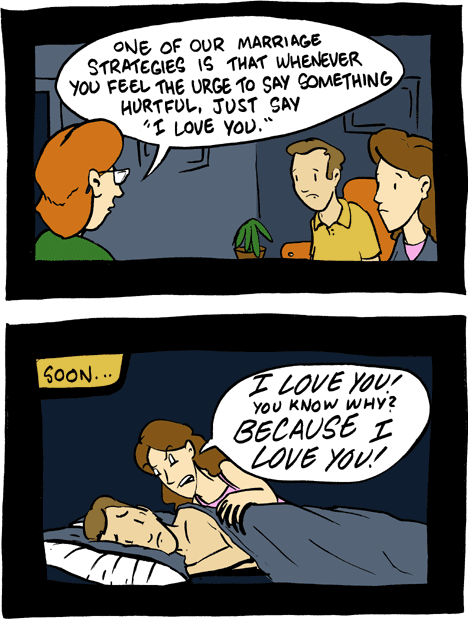 ONE OF OUR MARRIAGE
STRATEGIES IS THAT WHENEVER
YOU FEEL THE URGE TO SAY SOMETHING
HURTFUL, JUST SAY
"I LOVE YOU."
SOON...
I LOVE YOU!
YOU KNOW WHY?
BECAUSE I
LOVE YOU!